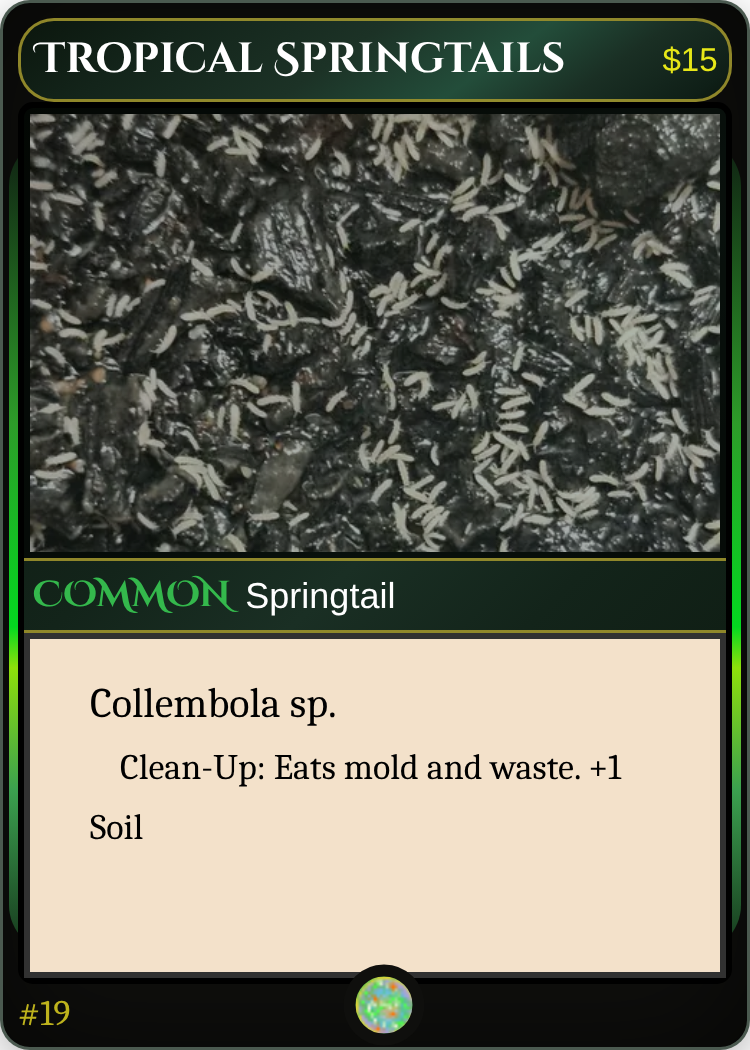 Tropical Springtails $15
Common Springtail
Collembola sp.
Clean-Up: Eats mold and waste. +1
Soil
#19